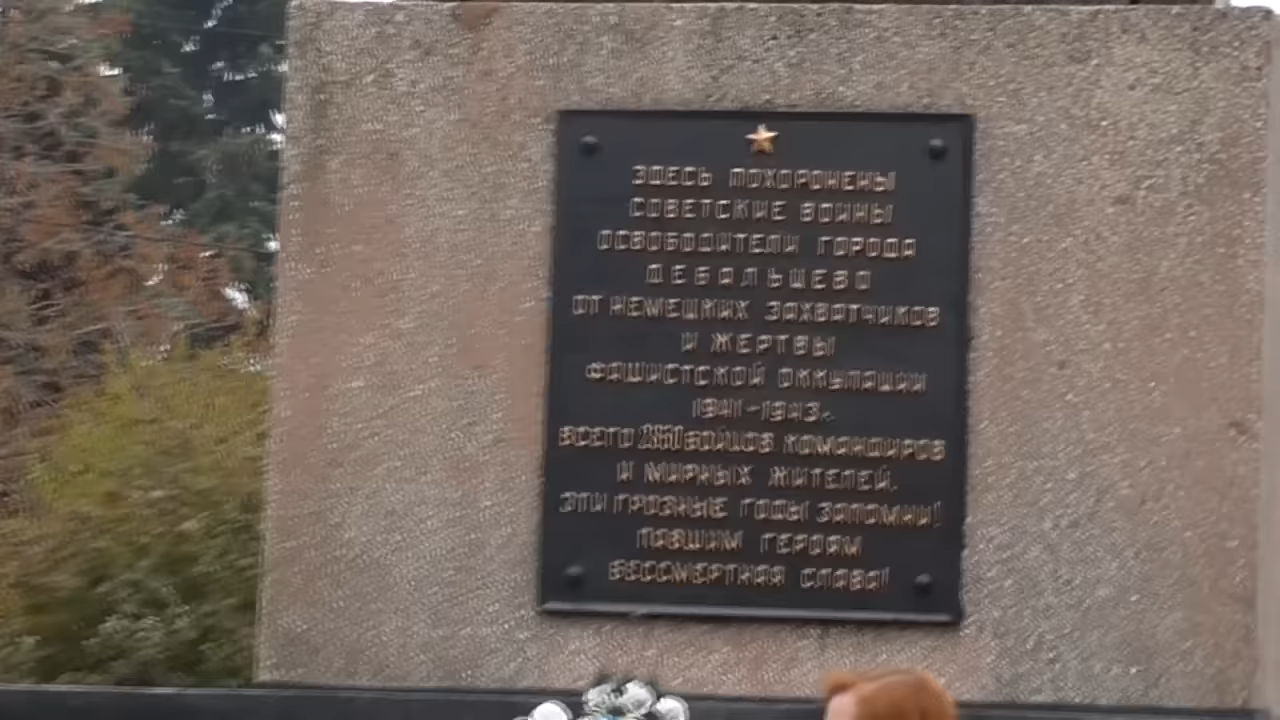 ЗДЕСЬ ПОХОРОНЕНЫ
СОВЕТСКИЕ ВОИНЫ
ОСВОБОДИТЕЛИ ГОРОДА
ДЕБАЛЬЦЕВО
ОТ НЕМЕЦКИХ ЗАХВАТЧИКОВ
И ЖЕРТВЫ
ФАШИСТСКОЙ ОККУПАЦИИ
1941-1943г.
ВСЕГО БОЙЦОВ КОМАНДИРОВ
И МИРНЫХ ЖИТЕЛЕЙ.
ЭТИ ГРОЗНЫЕ ГОДЫ ЗАПОМНИ!
ПАВШИМ ГЕРОЯМ
БЕССМЕРТНАЯ СЛАВА!